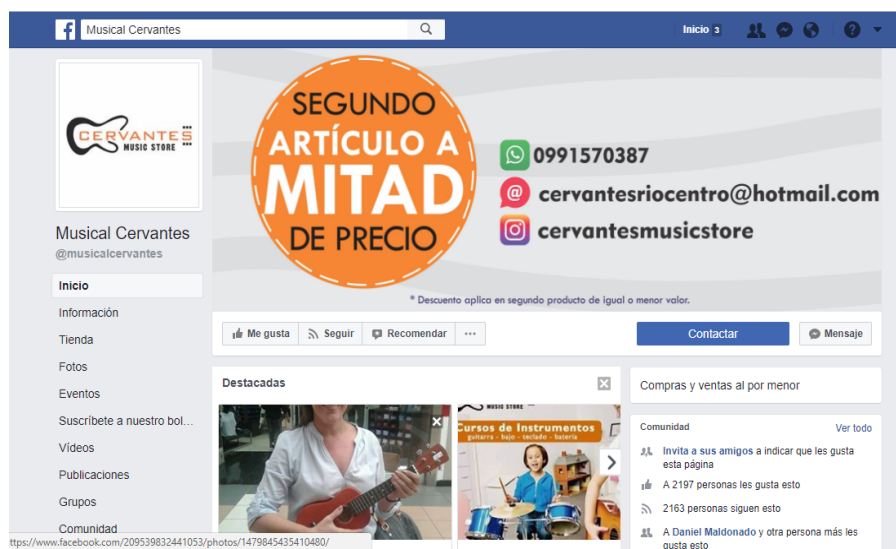 Musical Cervantes
Inicio 3
CERVANTES
MUSIC STORE
SEGUNDO
ARTÍCULO A
MITAD
DE PRECIO
0991570387
cervantesriocentro@hotmail.com
cervantesmusicstore
* Descuento aplica en segundo producto de igual o menor valor.
Musical Cervantes
@musicalcervantes
Inicio
Información
Tienda
Fotos
Eventos
Suscríbete a nuestro bol...
Vídeos
Publicaciones
Grupos
Comunidad
Me gusta
Seguir
Recomendar
...
Contactar
Mensaje
Destacadas
MUSIC STORE
Cursos de Instrumentos
guitarra - bajo - teclado - batería
Compras y ventas al por menor
Comunidad
Ver todo
Invita a sus amigos a indicar que les gusta
esta página
A 2197 personas les gusta esto
2163 personas siguen esto
A Daniel Maldonado y otra persona más les
gusta esto
ttps://www.facebook.com/209539832441053/photos/1479845435410480/